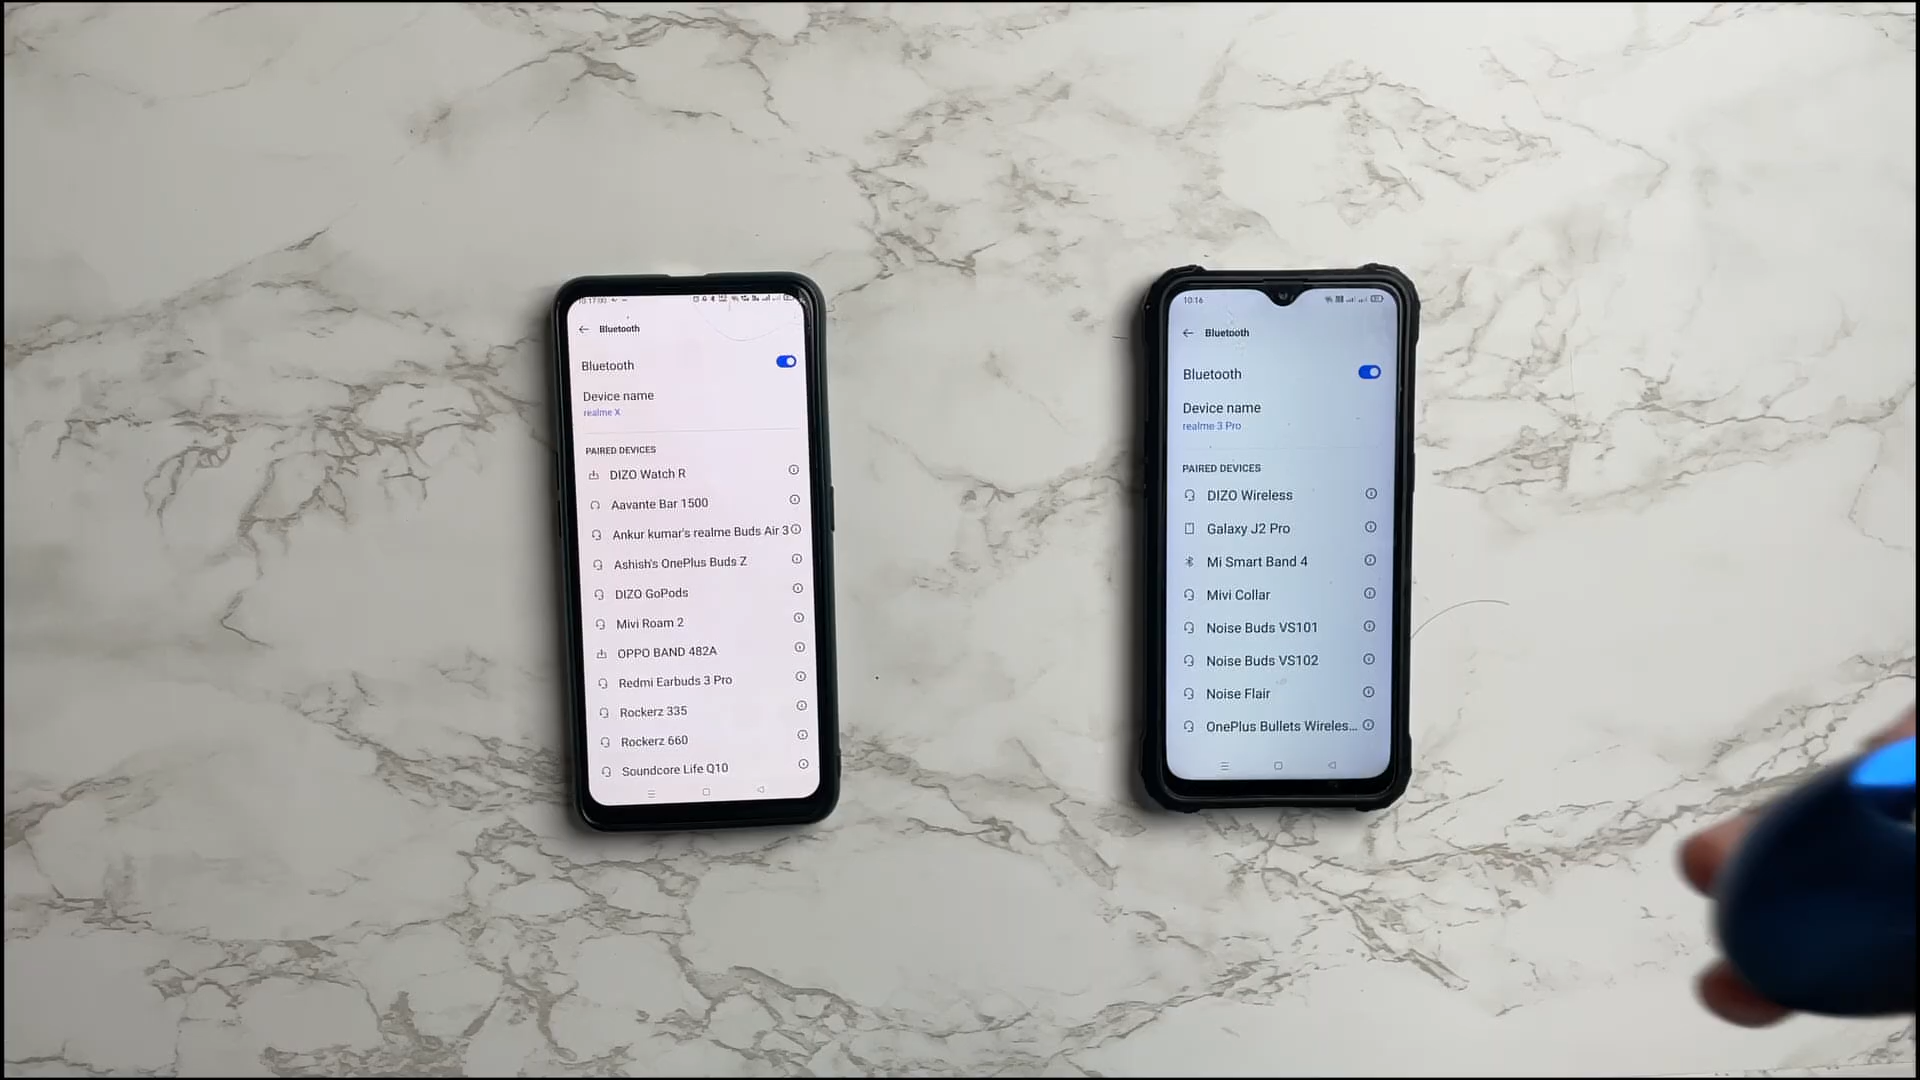 10:17:00
Bluetooth
Bluetooth
Device name
realme X
PAIRED DEVICES
DIZO Watch R
Aavante Bar 1500
Ankur kumar's realme Buds Air 3
Ashish's OnePlus Buds Z
DIZO GoPods
Mivi Roam 2
OPPO BAND 482A
Redmi Earbuds 3 Pro
Rockerz 335
Rockerz 660
Soundcore Life Q10
10:16
Bluetooth
Bluetooth
Device name
realme 3 Pro
PAIRED DEVICES
DIZO Wireless
Galaxy J2 Pro
Mi Smart Band 4
Mivi Collar
Noise Buds VS101
Noise Buds VS102
Noise Flair
OnePlus Bullets Wireles...